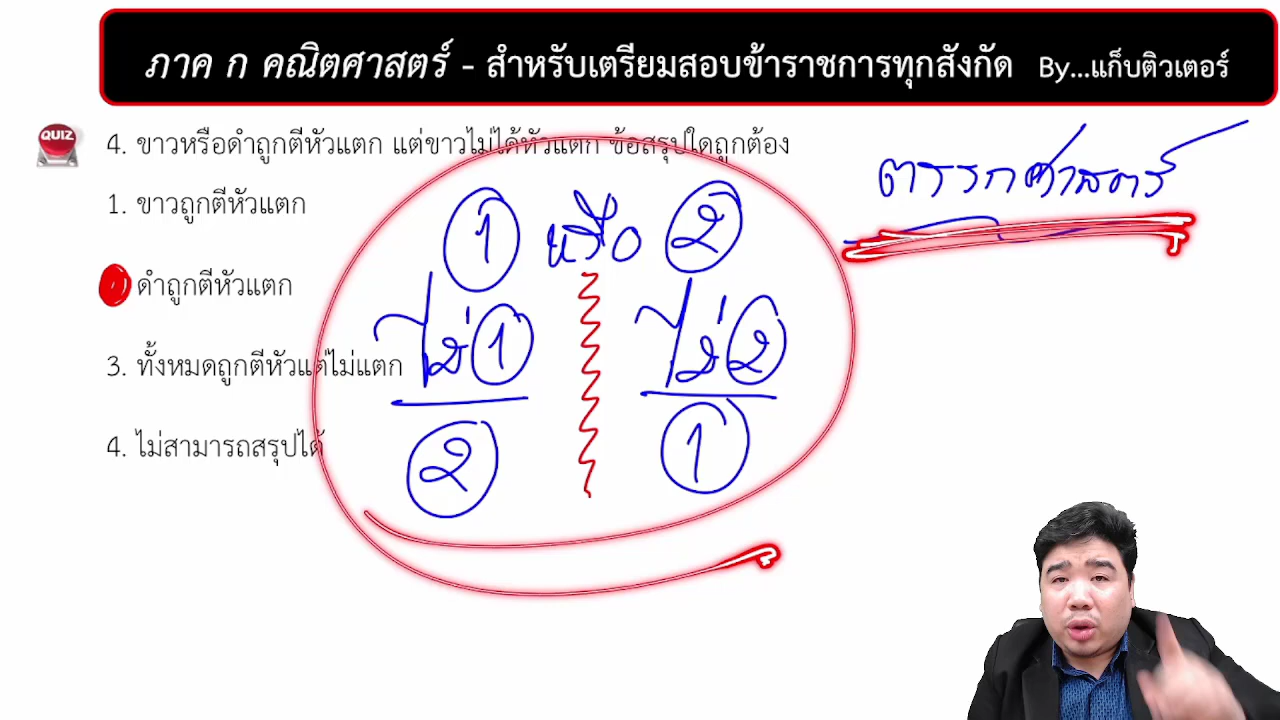 ภาค ก คณิตศาสตร์ - สำหรับเตรียมสอบข้าราชการทุกสังกัด By...แก็บติวเตอร์
QUIZ
4. ขาวหรือดำถูกตีหัวแตก แต่ขาวไม่ได้หัวแตก ข้อสรุปใดถูกต้อง
ตรรกศาสตร์
1. ขาวถูกตีหัวแตก
1 หรือ 2
ดำถูกตีหัวแตก
ไม่ 1 ไม่ 2
3. ทั้งหมดถูกตีหัวแต่ไม่แตก
4. ไม่สามารถสรุปได้
2 1